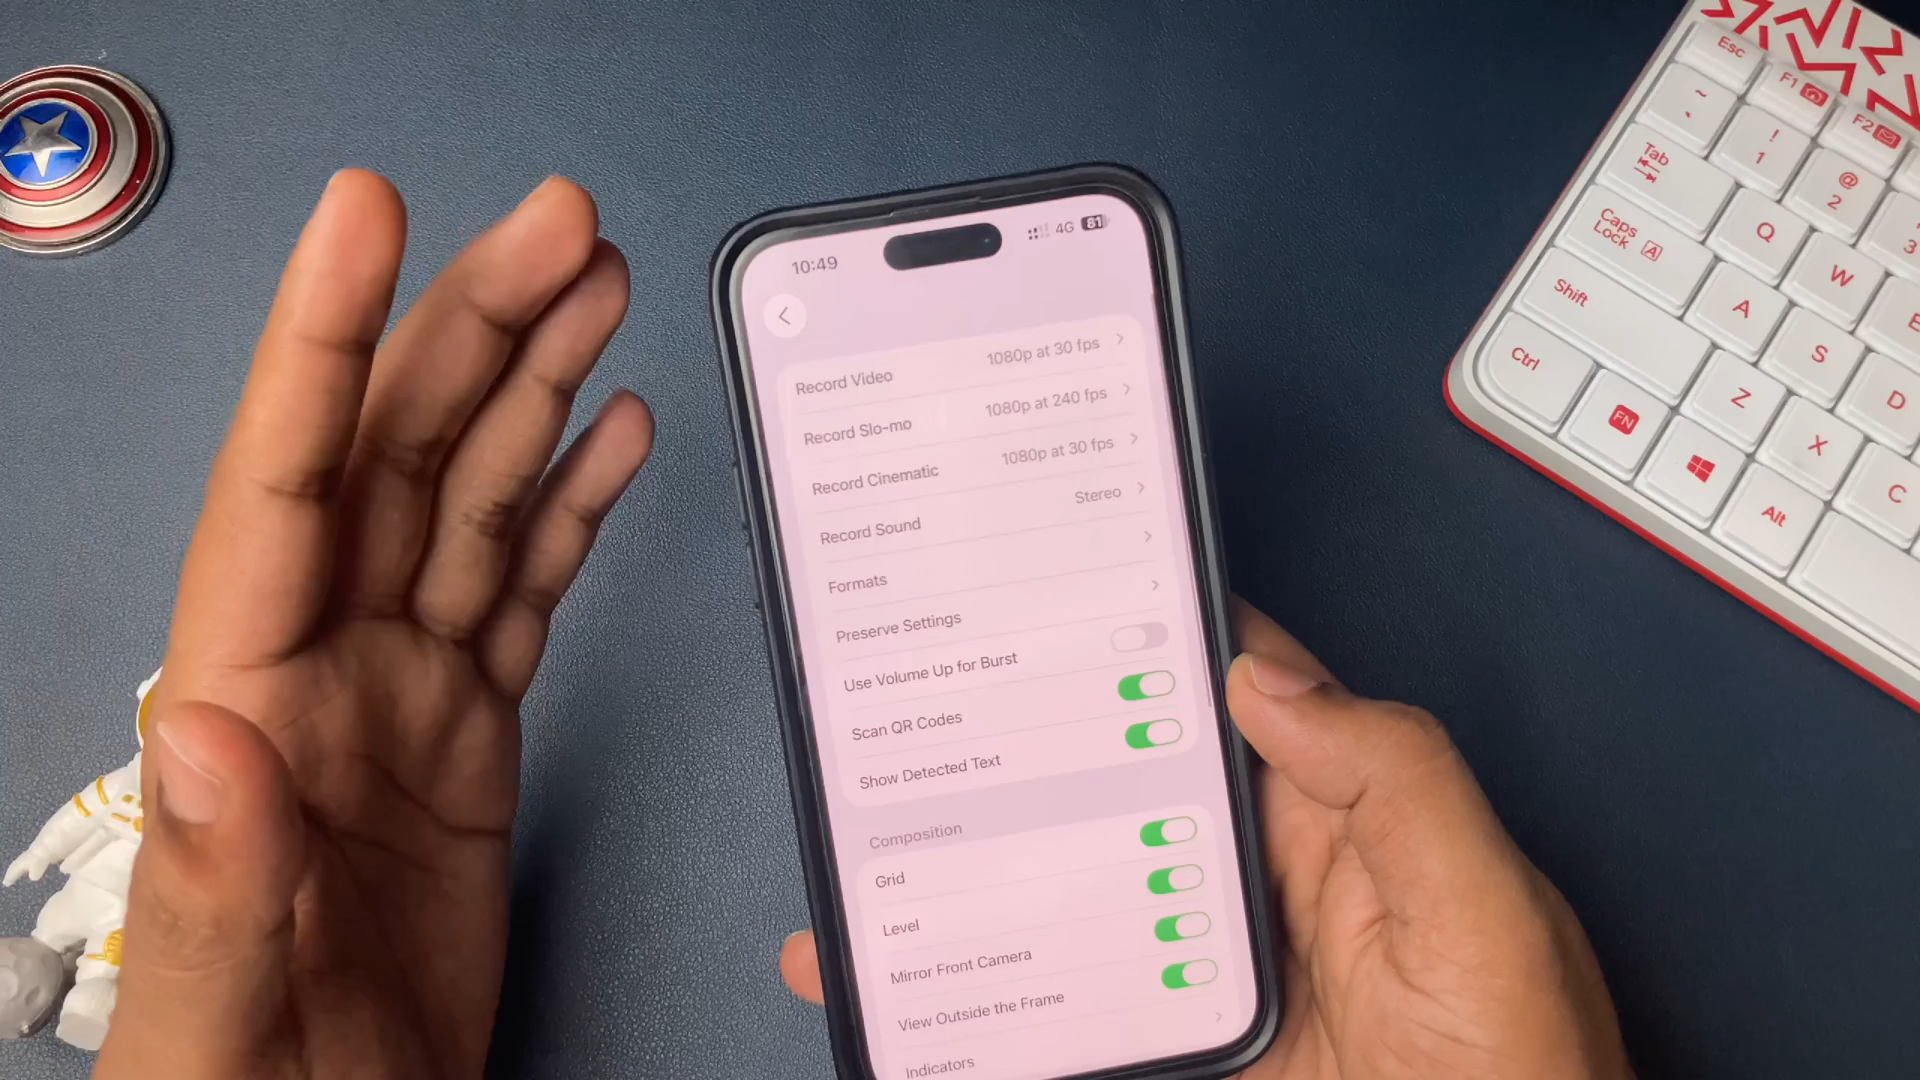 10:49
4G 61
Record Video 1080p at 30 fps
Record Slo-mo 1080p at 240 fps
Record Cinematic 1080p at 30 fps
Record Sound Stereo
Formats
Preserve Settings
Use Volume Up for Burst
Scan QR Codes
Show Detected Text
Composition
Grid
Level
Mirror Front Camera
View Outside the Frame
Indicators
Esc F1 F2
~ ` ! 1 @ 2 3
Tab Q W E
Caps Lock A A S D
Shift Z X C
Ctrl FN Alt